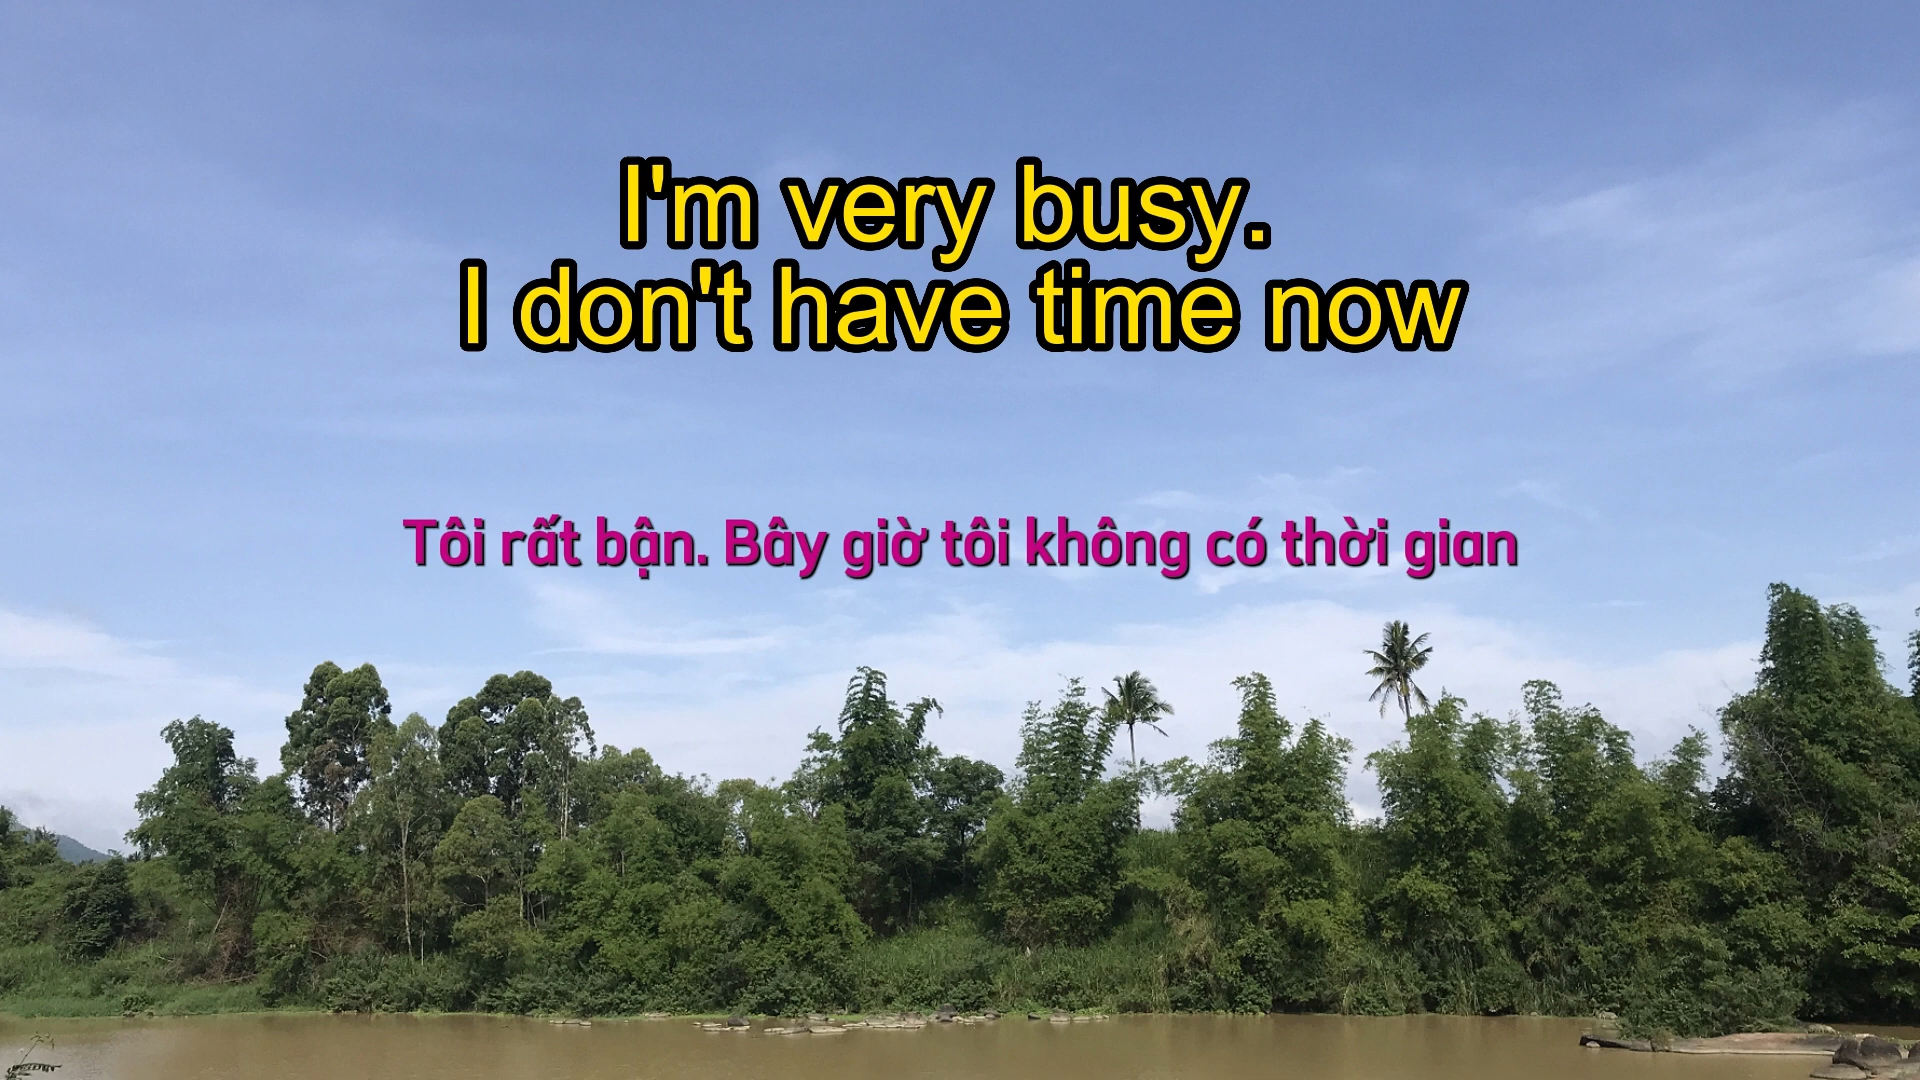 I'm very busy.
I don't have time now
Tôi rất bận. Bây giờ tôi không có thời gian